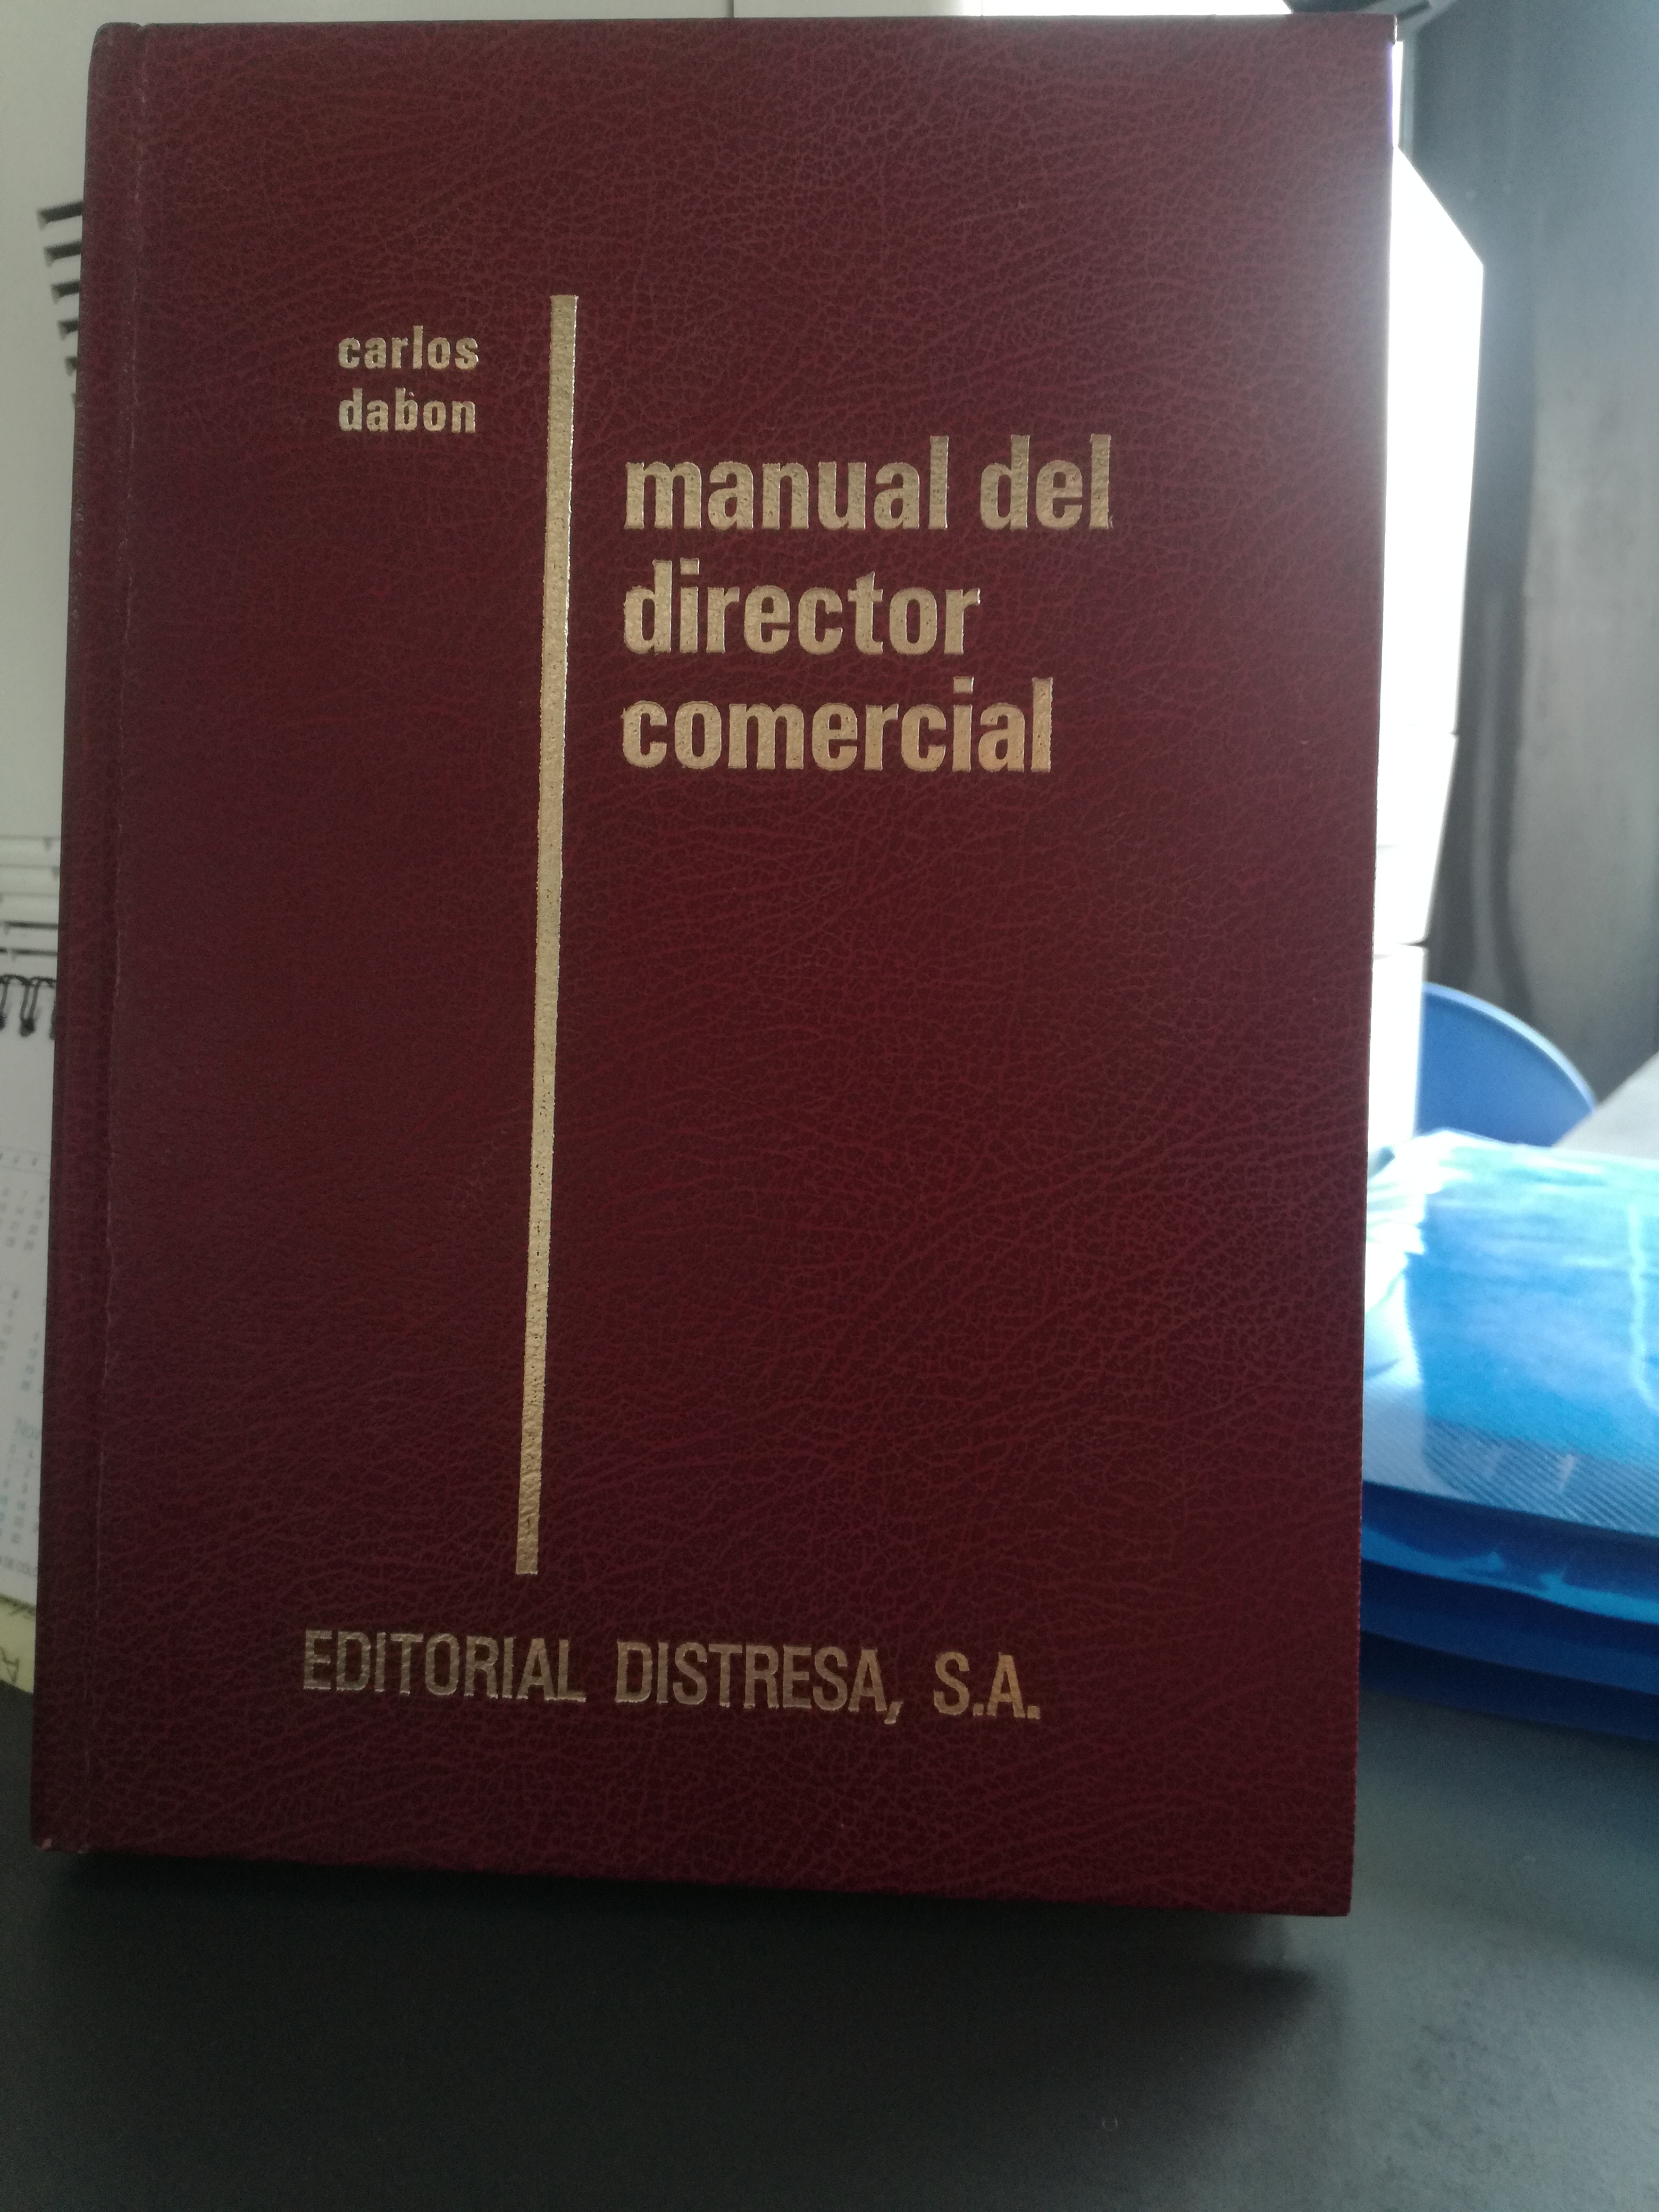 carlos
dabon
manual del
director
comercial
EDITORIAL DISTRESA, S.A.